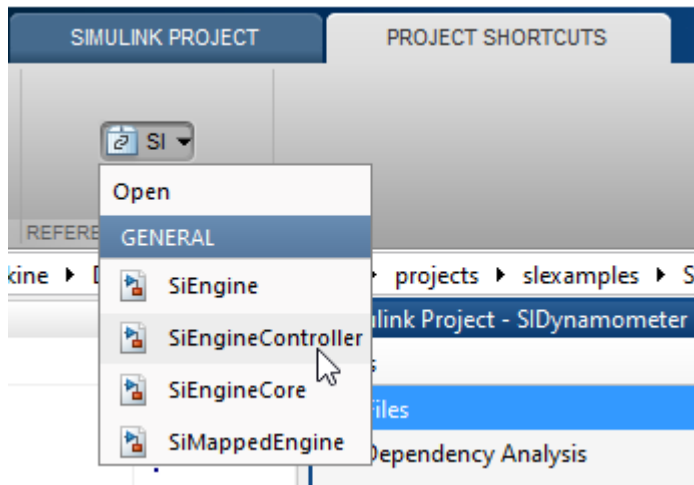 SIMULINK PROJECT
PROJECT SHORTCUTS
SI
Open
REFERE
GENERAL
kine
projects slexamples S
SiEngine
SiEngineController
link Project - SIDynamometer
SiEngineCore
Files
SiMappedEngine
Dependency Analysis